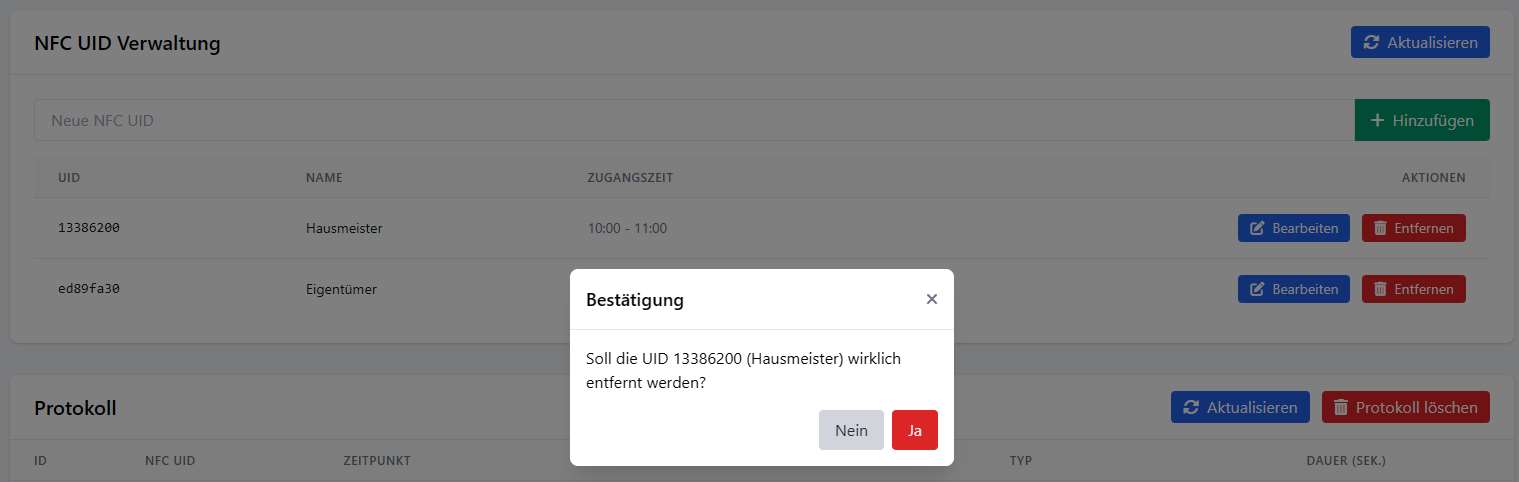 NFC UID Verwaltung
Aktualisieren
Neue NFC UID
Hinzufügen
UID NAME ZUGANGSZEIT AKTIONEN
13386200 Hausmeister 10:00 - 11:00 Bearbeiten Entfernen
ed89fa30 Eigentümer Bearbeiten Entfernen
Bestätigung
Soll die UID 13386200 (Hausmeister) wirklich
entfernt werden?
Nein Ja
Protokoll
Aktualisieren Protokoll löschen
ID NFC UID ZEITPUNKT TYP DAUER (SEK.)